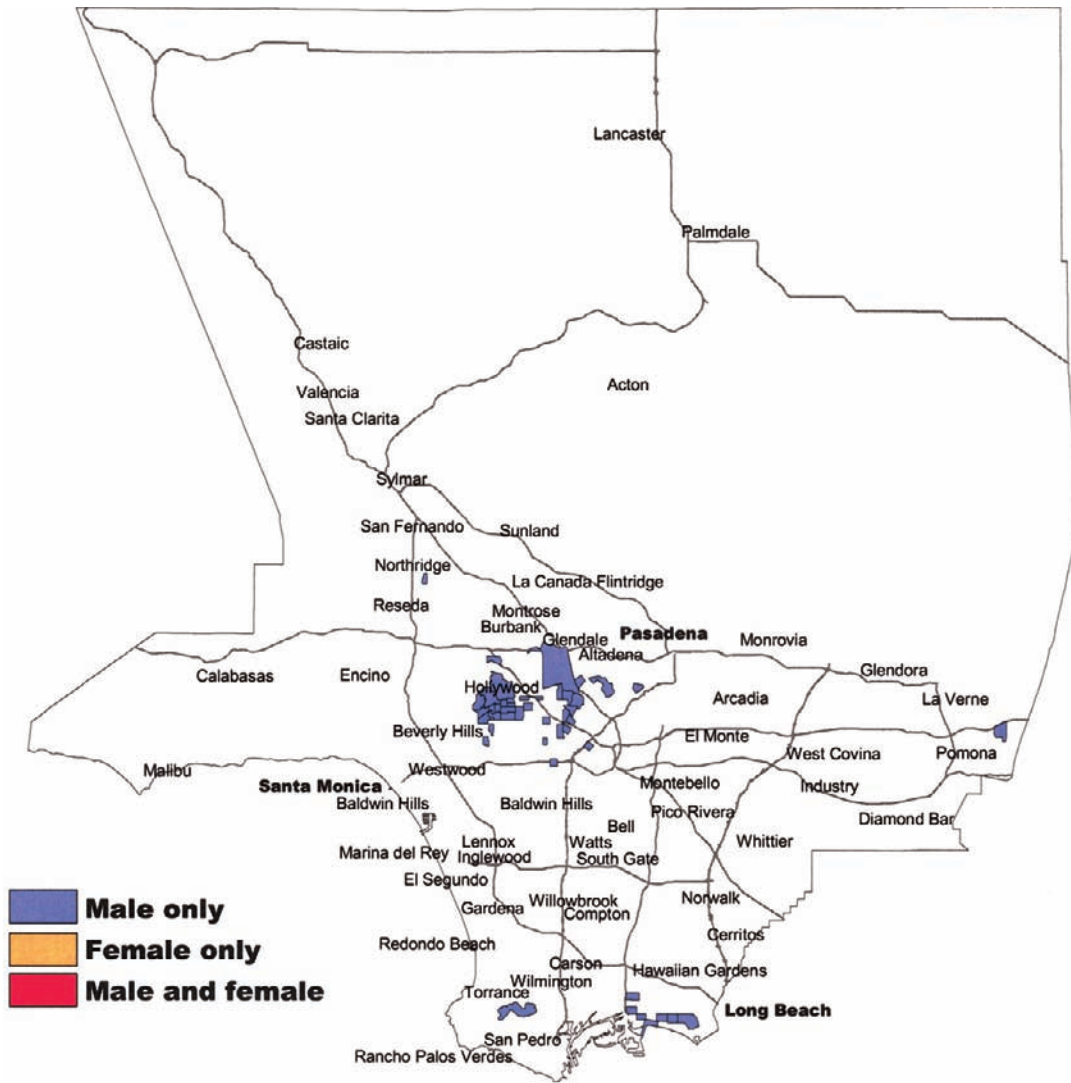 Lancaster
Palmdale
Castaic
Acton
Valencia
Santa Clarita
Sylmar
San Fernando
Sunland
Northridge
La Canada Flintridge
Reseda
Montrose
Burbank
Glendale
Pasadena
Monrovia
Altadena
Calabasas
Encino
Glendora
Hollywood
Arcadia
La Verne
Beverly Hills
El Monte
West Covina
Pomona
Malibu
Westwood
Santa Monica
Montebello
Industry
Baldwin Hills
Baldwin Hills
Pico Rivera
Diamond Bar
Bell
Lennox
Watts
Whittier
Marina del Rey
Inglewood
South Gate
El Segundo
Male only
Gardena
Willowbrook
Norwalk
Compton
Female only
Redondo Beach
Cerritos
Carson
Hawaiian Gardens
Male and female
Wilmington
Torrance
Long Beach
San Pedro
Rancho Palos Verdes